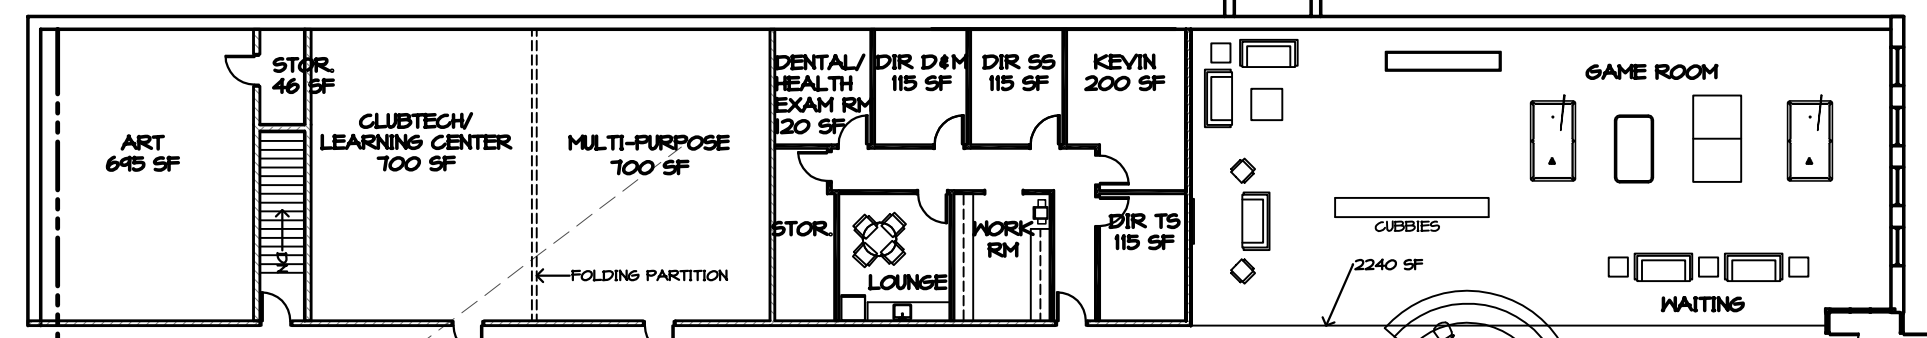 ART
695 SF
STOR.
46 SF
DN
CLUBTECH/
LEARNING CENTER
700 SF
MULTI-PURPOSE
700 SF
FOLDING PARTITION
DENTAL/
HEALTH
EXAM RM
120 SF
DIR D&M
115 SF
DIR SS
115 SF
KEVIN
200 SF
STOR.
LOUNGE
WORK
RM
DIR TS
115 SF
GAME ROOM
CUBBIES
2240 SF
WAITING